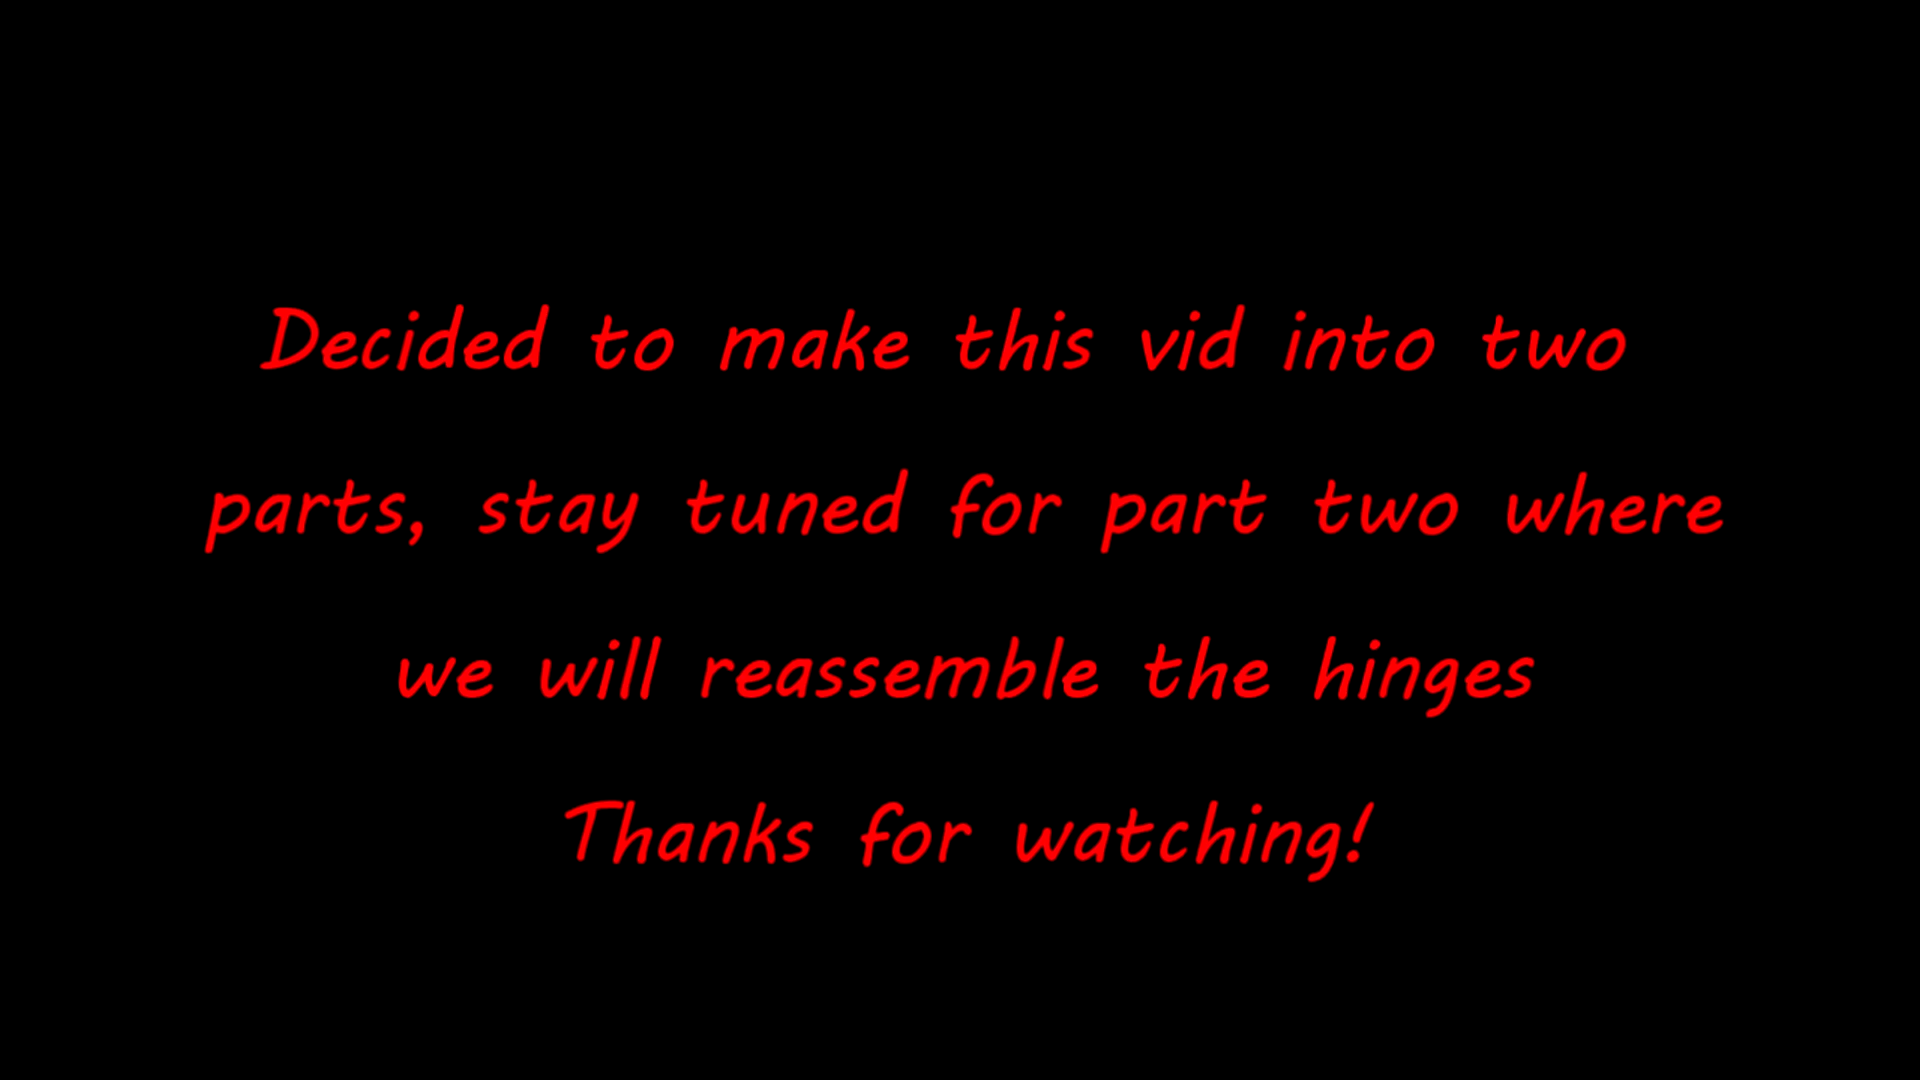 Decided to make this vid into two
parts, stay tuned for part two where
we will reassemble the hinges
Thanks for watching!